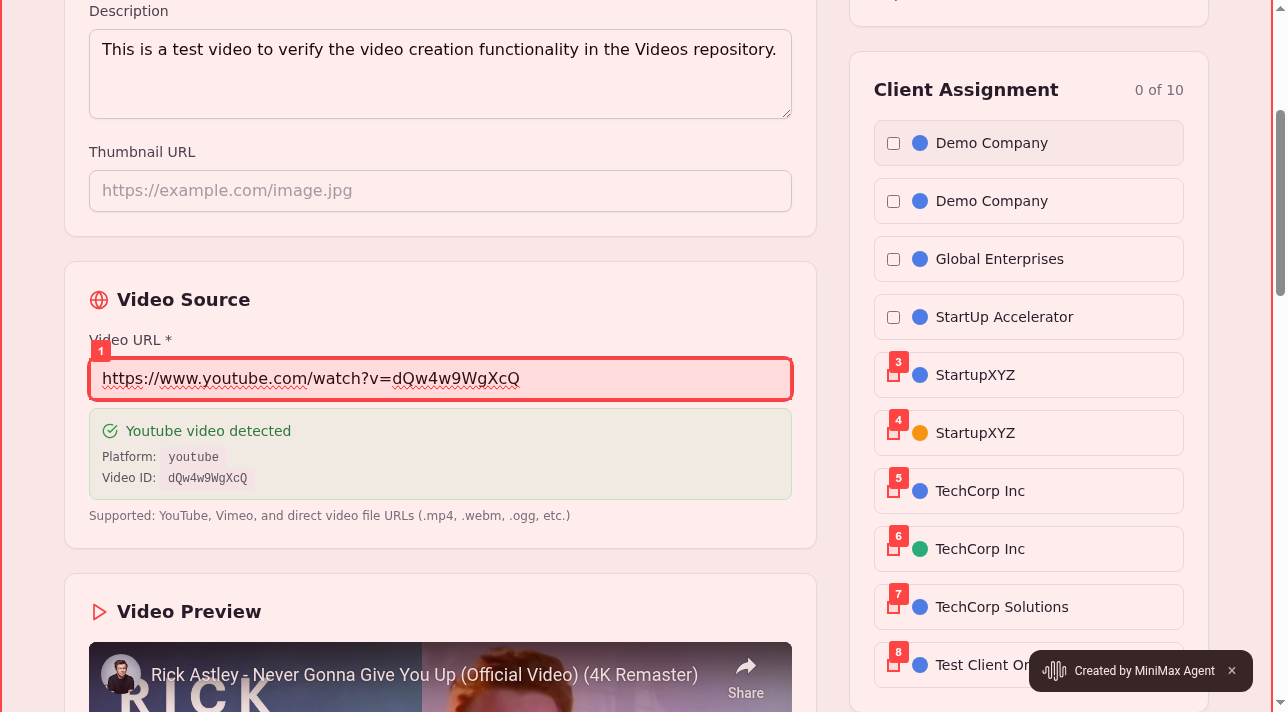 Description
This is a test video to verify the video creation functionality in the Videos repository.
Thumbnail URL
https://example.com/image.jpg
Video Source
Video URL *
1
https://www.youtube.com/watch?v=dQw4w9WgXcQ
Youtube video detected
Platform: youtube
Video ID: dQw4w9WgXcQ
Supported: YouTube, Vimeo, and direct video file URLs (.mp4, .webm, .ogg, etc.)
Video Preview
Rick Astley - Never Gonna Give You Up (Official Video) (4K Remaster)
Share
RICK
Client Assignment 0 of 10
Demo Company
Demo Company
Global Enterprises
StartUp Accelerator
3
StartupXYZ
4
StartupXYZ
5
TechCorp Inc
6
TechCorp Inc
7
TechCorp Solutions
8
Test Client
Created by MiniMax Agent ×